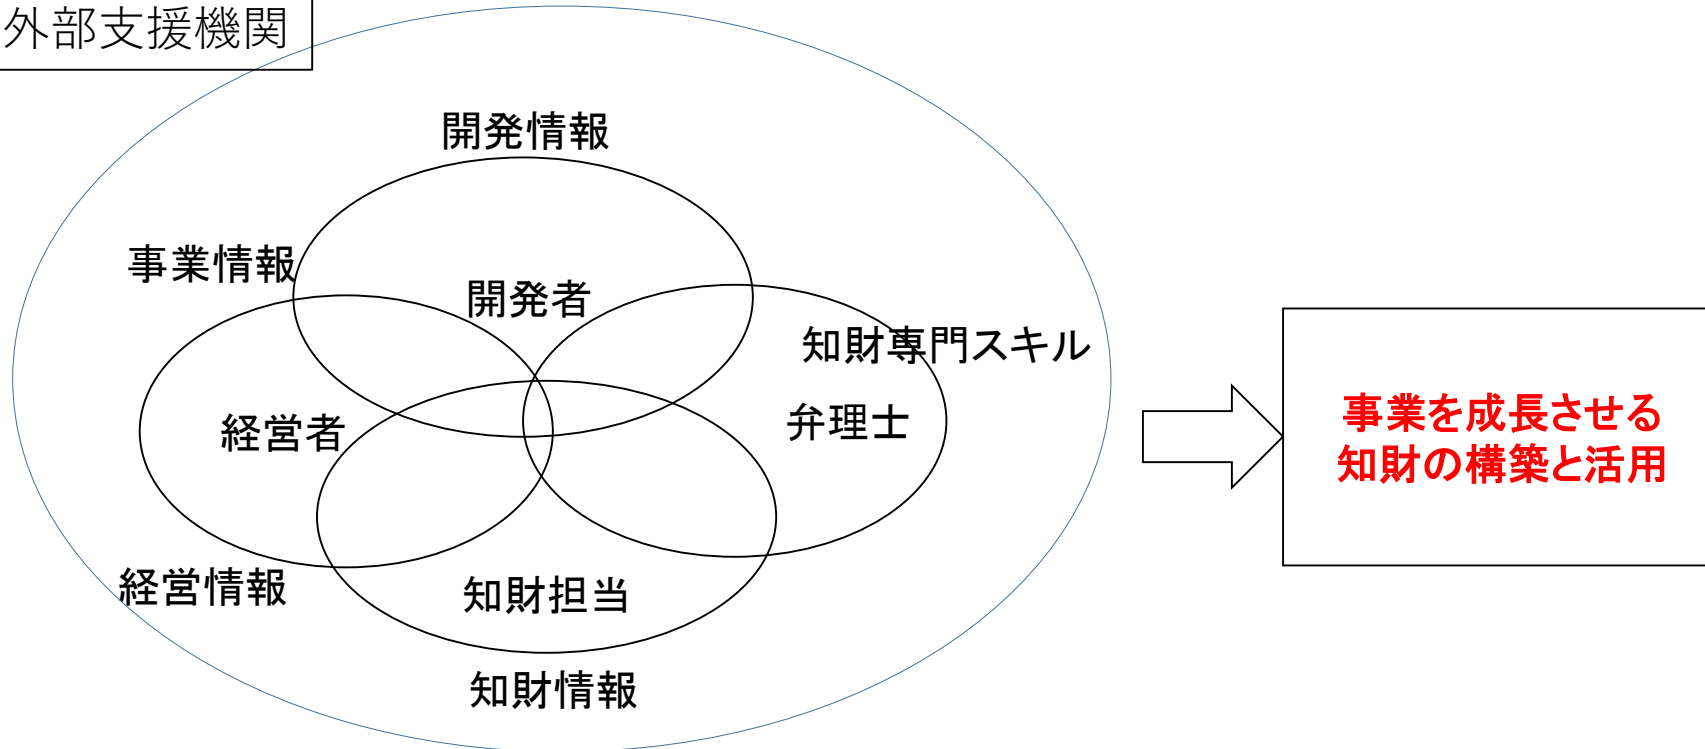 外部支援機関
開発情報
事業情報
開発者
知財専門スキル
経営者
弁理士
事業を成長させる
知財の構築と活用
経営情報
知財担当
知財情報